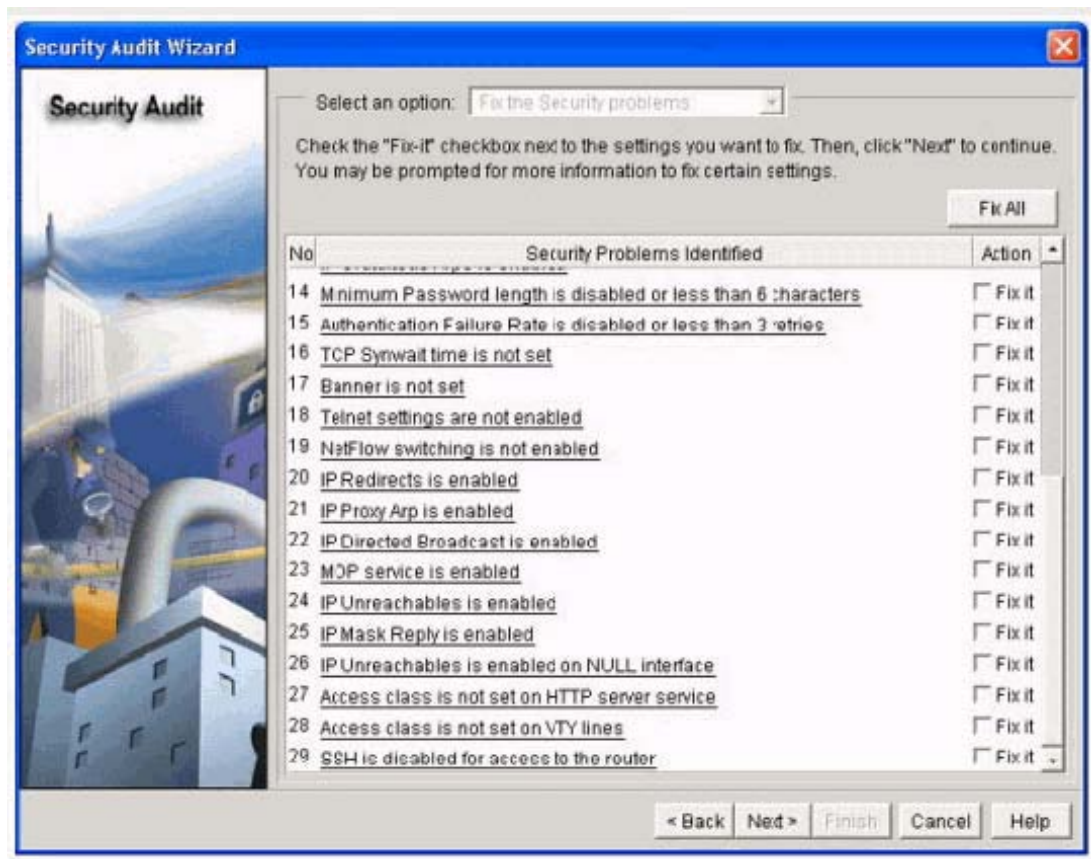 Security Audit Wizard
Security Audit
Select an option: Fix the Security problems
Check the "Fix-it" checkbox next to the settings you want to fix. Then, click "Next" to continue.
You may be prompted for more information to fix certain settings.
Fix All
No Security Problems Identified Action
14 Minimum Password length is disabled or less than 6 characters Fix it
15 Authentication Failure Rate is disabled or less than 3 retries Fix it
16 TCP Synwait time is not set Fix it
17 Banner is not set Fix it
18 Telnet settings are not enabled Fix it
19 NetFlow switching is not enabled Fix it
20 IP Redirects is enabled Fix it
21 IP Proxy Arp is enabled Fix it
22 IP Directed Broadcast is enabled Fix it
23 MOP service is enabled Fix it
24 IP Unreachables is enabled Fix it
25 IP Mask Reply is enabled Fix it
26 IP Unreachables is enabled on NULL interface Fix it
27 Access class is not set on HTTP server service Fix it
28 Access class is not set on VTY lines Fix it
29 SSH is disabled for access to the router Fix it
< Back Next > Finish Cancel Help